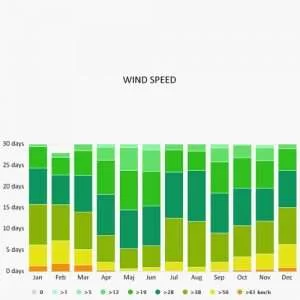 WIND SPEED
30 days
25 days
20 days
15 days
10 days
5 days
0 days
Jan Feb Mar Apr Maj Jun Jul Aug Sep Oct Nov Dec
0 >1 >5 >12 >19 >28 >38 >50 >61 km/h